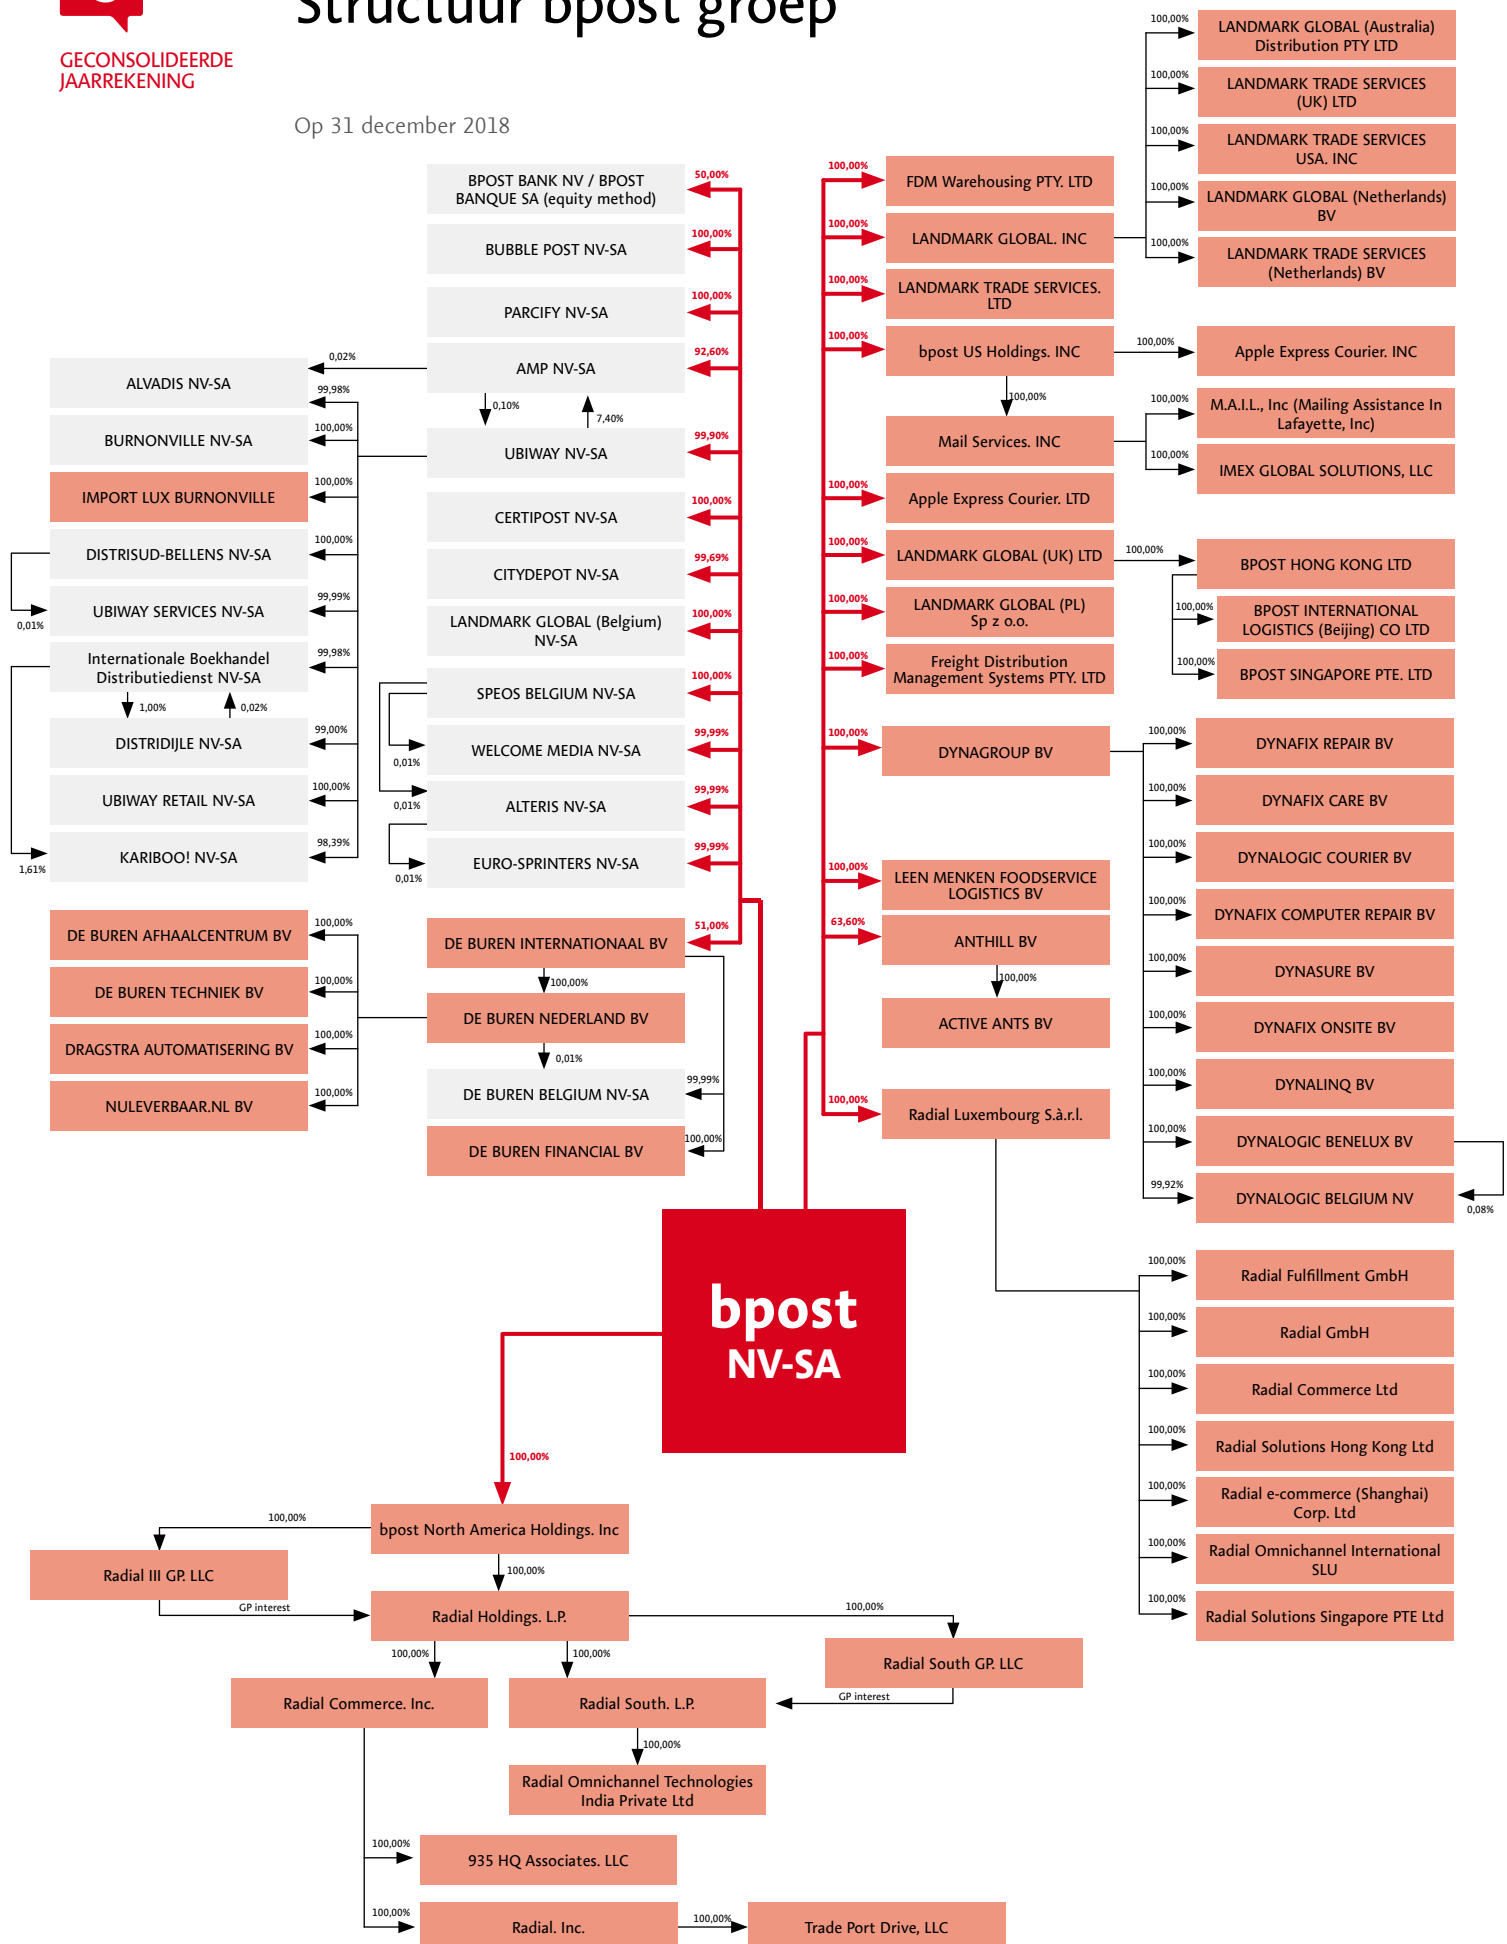 Structuur bpost groep
GECONSOLIDEERDE
JAARREKENING
Op 31 december 2018
BPOST BANK NV / BPOST
BANQUE SA (equity method)
50,00%
BUBBLE POST NV-SA
100,00%
PARCIFY NV-SA
100,00%
AMP NV-SA
92,60%
0,02%
0,10%
7,40%
UBIWAY NV-SA
99,90%
CERTIPOST NV-SA
100,00%
CITYDEPOT NV-SA
99,69%
LANDMARK GLOBAL (Belgium)
NV-SA
100,00%
SPEOS BELGIUM NV-SA
100,00%
WELCOME MEDIA NV-SA
99,99%
0,01%
ALTERIS NV-SA
99,99%
0,01%
EURO-SPRINTERS NV-SA
99,99%
0,01%
ALVADIS NV-SA
99,98%
BURNONVILLE NV-SA
100,00%
IMPORT LUX BURNONVILLE
100,00%
DISTRISUD-BELLENS NV-SA
100,00%
UBIWAY SERVICES NV-SA
99,99%
0,01%
Internationale Boekhandel
Distributiedienst NV-SA
99,98%
1,00%
0,02%
DISTRIDIJLE NV-SA
99,00%
UBIWAY RETAIL NV-SA
100,00%
KARIBOO! NV-SA
98,39%
1,61%
DE BUREN INTERNATIONAAL BV
51,00%
100,00%
DE BUREN NEDERLAND BV
0,01%
DE BUREN BELGIUM NV-SA
99,99%
DE BUREN FINANCIAL BV
100,00%
DE BUREN AFHAALCENTRUM BV
100,00%
DE BUREN TECHNIEK BV
100,00%
DRAGSTRA AUTOMATISERING BV
100,00%
NULEVERBAAR.NL BV
100,00%
100,00%
FDM Warehousing PTY. LTD
100,00%
LANDMARK GLOBAL. INC
100,00%
LANDMARK TRADE SERVICES.
LTD
100,00%
bpost US Holdings. INC
100,00%
Apple Express Courier. INC
100,00%
Mail Services. INC
100,00%
M.A.I.L., Inc (Mailing Assistance In
Lafayette, Inc)
100,00%
IMEX GLOBAL SOLUTIONS, LLC
100,00%
Apple Express Courier. LTD
100,00%
LANDMARK GLOBAL (UK) LTD
100,00%
BPOST HONG KONG LTD
100,00%
BPOST INTERNATIONAL
LOGISTICS (Beijing) CO LTD
100,00%
BPOST SINGAPORE PTE. LTD
100,00%
LANDMARK GLOBAL (PL)
Sp z o.o.
100,00%
Freight Distribution
Management Systems PTY. LTD
100,00%
LANDMARK GLOBAL (Australia)
Distribution PTY LTD
100,00%
LANDMARK TRADE SERVICES
(UK) LTD
100,00%
LANDMARK TRADE SERVICES
USA. INC
100,00%
LANDMARK GLOBAL (Netherlands)
BV
100,00%
LANDMARK TRADE SERVICES
(Netherlands) BV
100,00%
DYNAGROUP BV
100,00%
DYNAFIX REPAIR BV
100,00%
DYNAFIX CARE BV
100,00%
DYNALOGIC COURIER BV
100,00%
DYNAFIX COMPUTER REPAIR BV
100,00%
DYNASURE BV
100,00%
DYNAFIX ONSITE BV
100,00%
DYNALINQ BV
100,00%
DYNALOGIC BENELUX BV
99,92%
DYNALOGIC BELGIUM NV
0,08%
100,00%
LEEN MENKEN FOODSERVICE
LOGISTICS BV
63,60%
ANTHILL BV
100,00%
ACTIVE ANTS BV
100,00%
Radial Luxembourg S.à.r.l.
100,00%
Radial Fulfillment GmbH
100,00%
Radial GmbH
100,00%
Radial Commerce Ltd
100,00%
Radial Solutions Hong Kong Ltd
100,00%
Radial e-commerce (Shanghai)
Corp. Ltd
100,00%
Radial Omnichannel International
SLU
100,00%
Radial Solutions Singapore PTE Ltd
bpost
NV-SA
100,00%
bpost North America Holdings. Inc
100,00%
Radial III GP. LLC
GP interest
100,00%
Radial Holdings. L.P.
100,00%
Radial South GP. LLC
GP interest
100,00%
100,00%
Radial Commerce. Inc.
Radial South. L.P.
100,00%
Radial Omnichannel Technologies
India Private Ltd
100,00%
935 HQ Associates. LLC
100,00%
Radial. Inc.
100,00%
Trade Port Drive, LLC